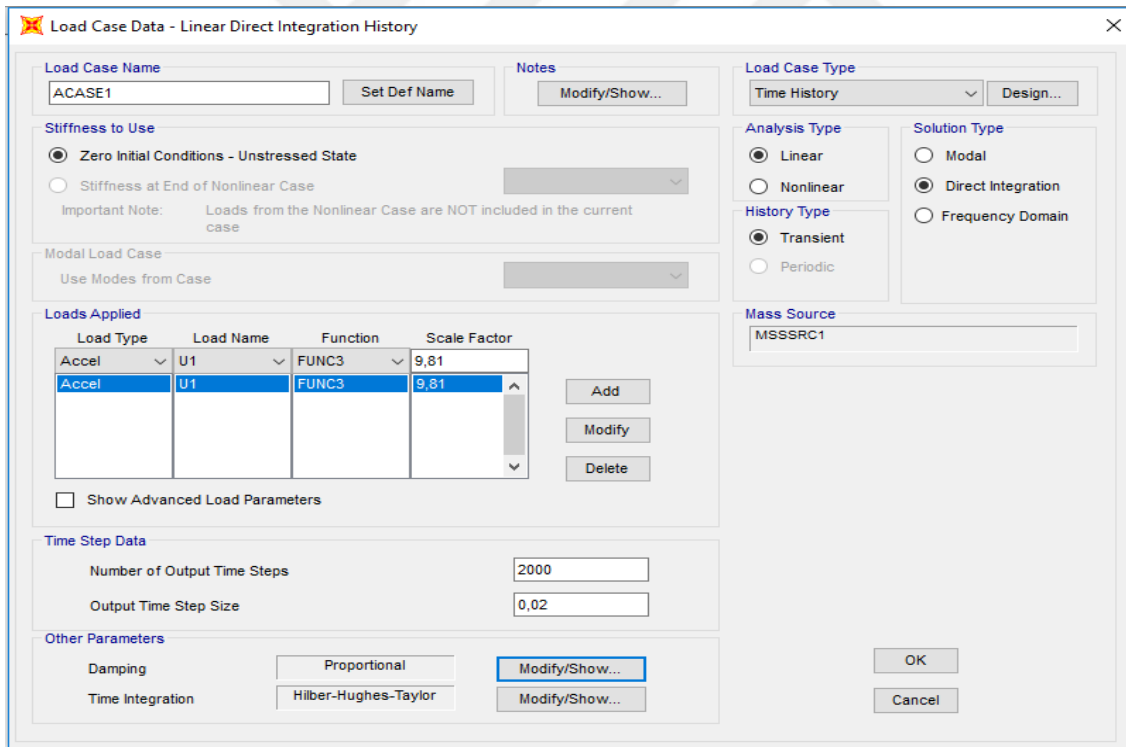 Load Case Data - Linear Direct Integration History
Load Case Name
ACASE1
Set Def Name
Notes
Modify/Show...
Load Case Type
Time History
Design...
Stiffness to Use
Zero Initial Conditions - Unstressed State
Stiffness at End of Nonlinear Case
Important Note: Loads from the Nonlinear Case are NOT included in the current
case
Analysis Type
Linear
Nonlinear
Solution Type
Modal
Direct Integration
Frequency Domain
History Type
Transient
Periodic
Modal Load Case
Use Modes from Case
Loads Applied
Load Type Load Name Function Scale Factor
Accel U1 FUNC3 9,81
Accel U1 FUNC3 9,81
Add
Modify
Delete
Show Advanced Load Parameters
Mass Source
MSSSRC1
Time Step Data
Number of Output Time Steps 2000
Output Time Step Size 0,02
Other Parameters
Damping Proportional Modify/Show...
Time Integration Hilber-Hughes-Taylor Modify/Show...
OK
Cancel